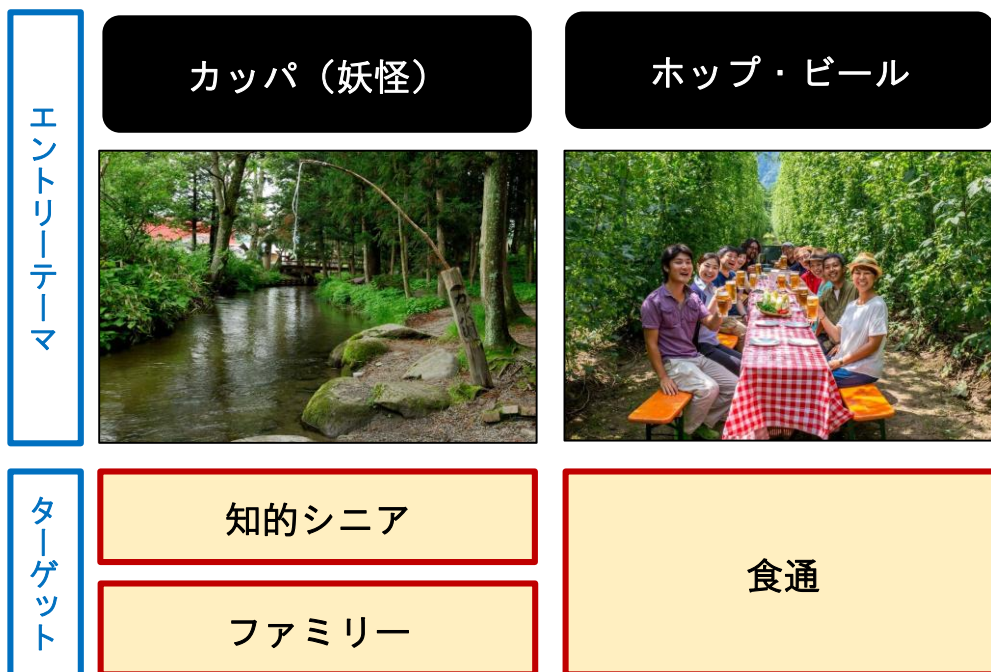 エントリーテーマ
カッパ（妖怪）
ホップ・ビール
ターゲット
知的シニア
ファミリー
食通